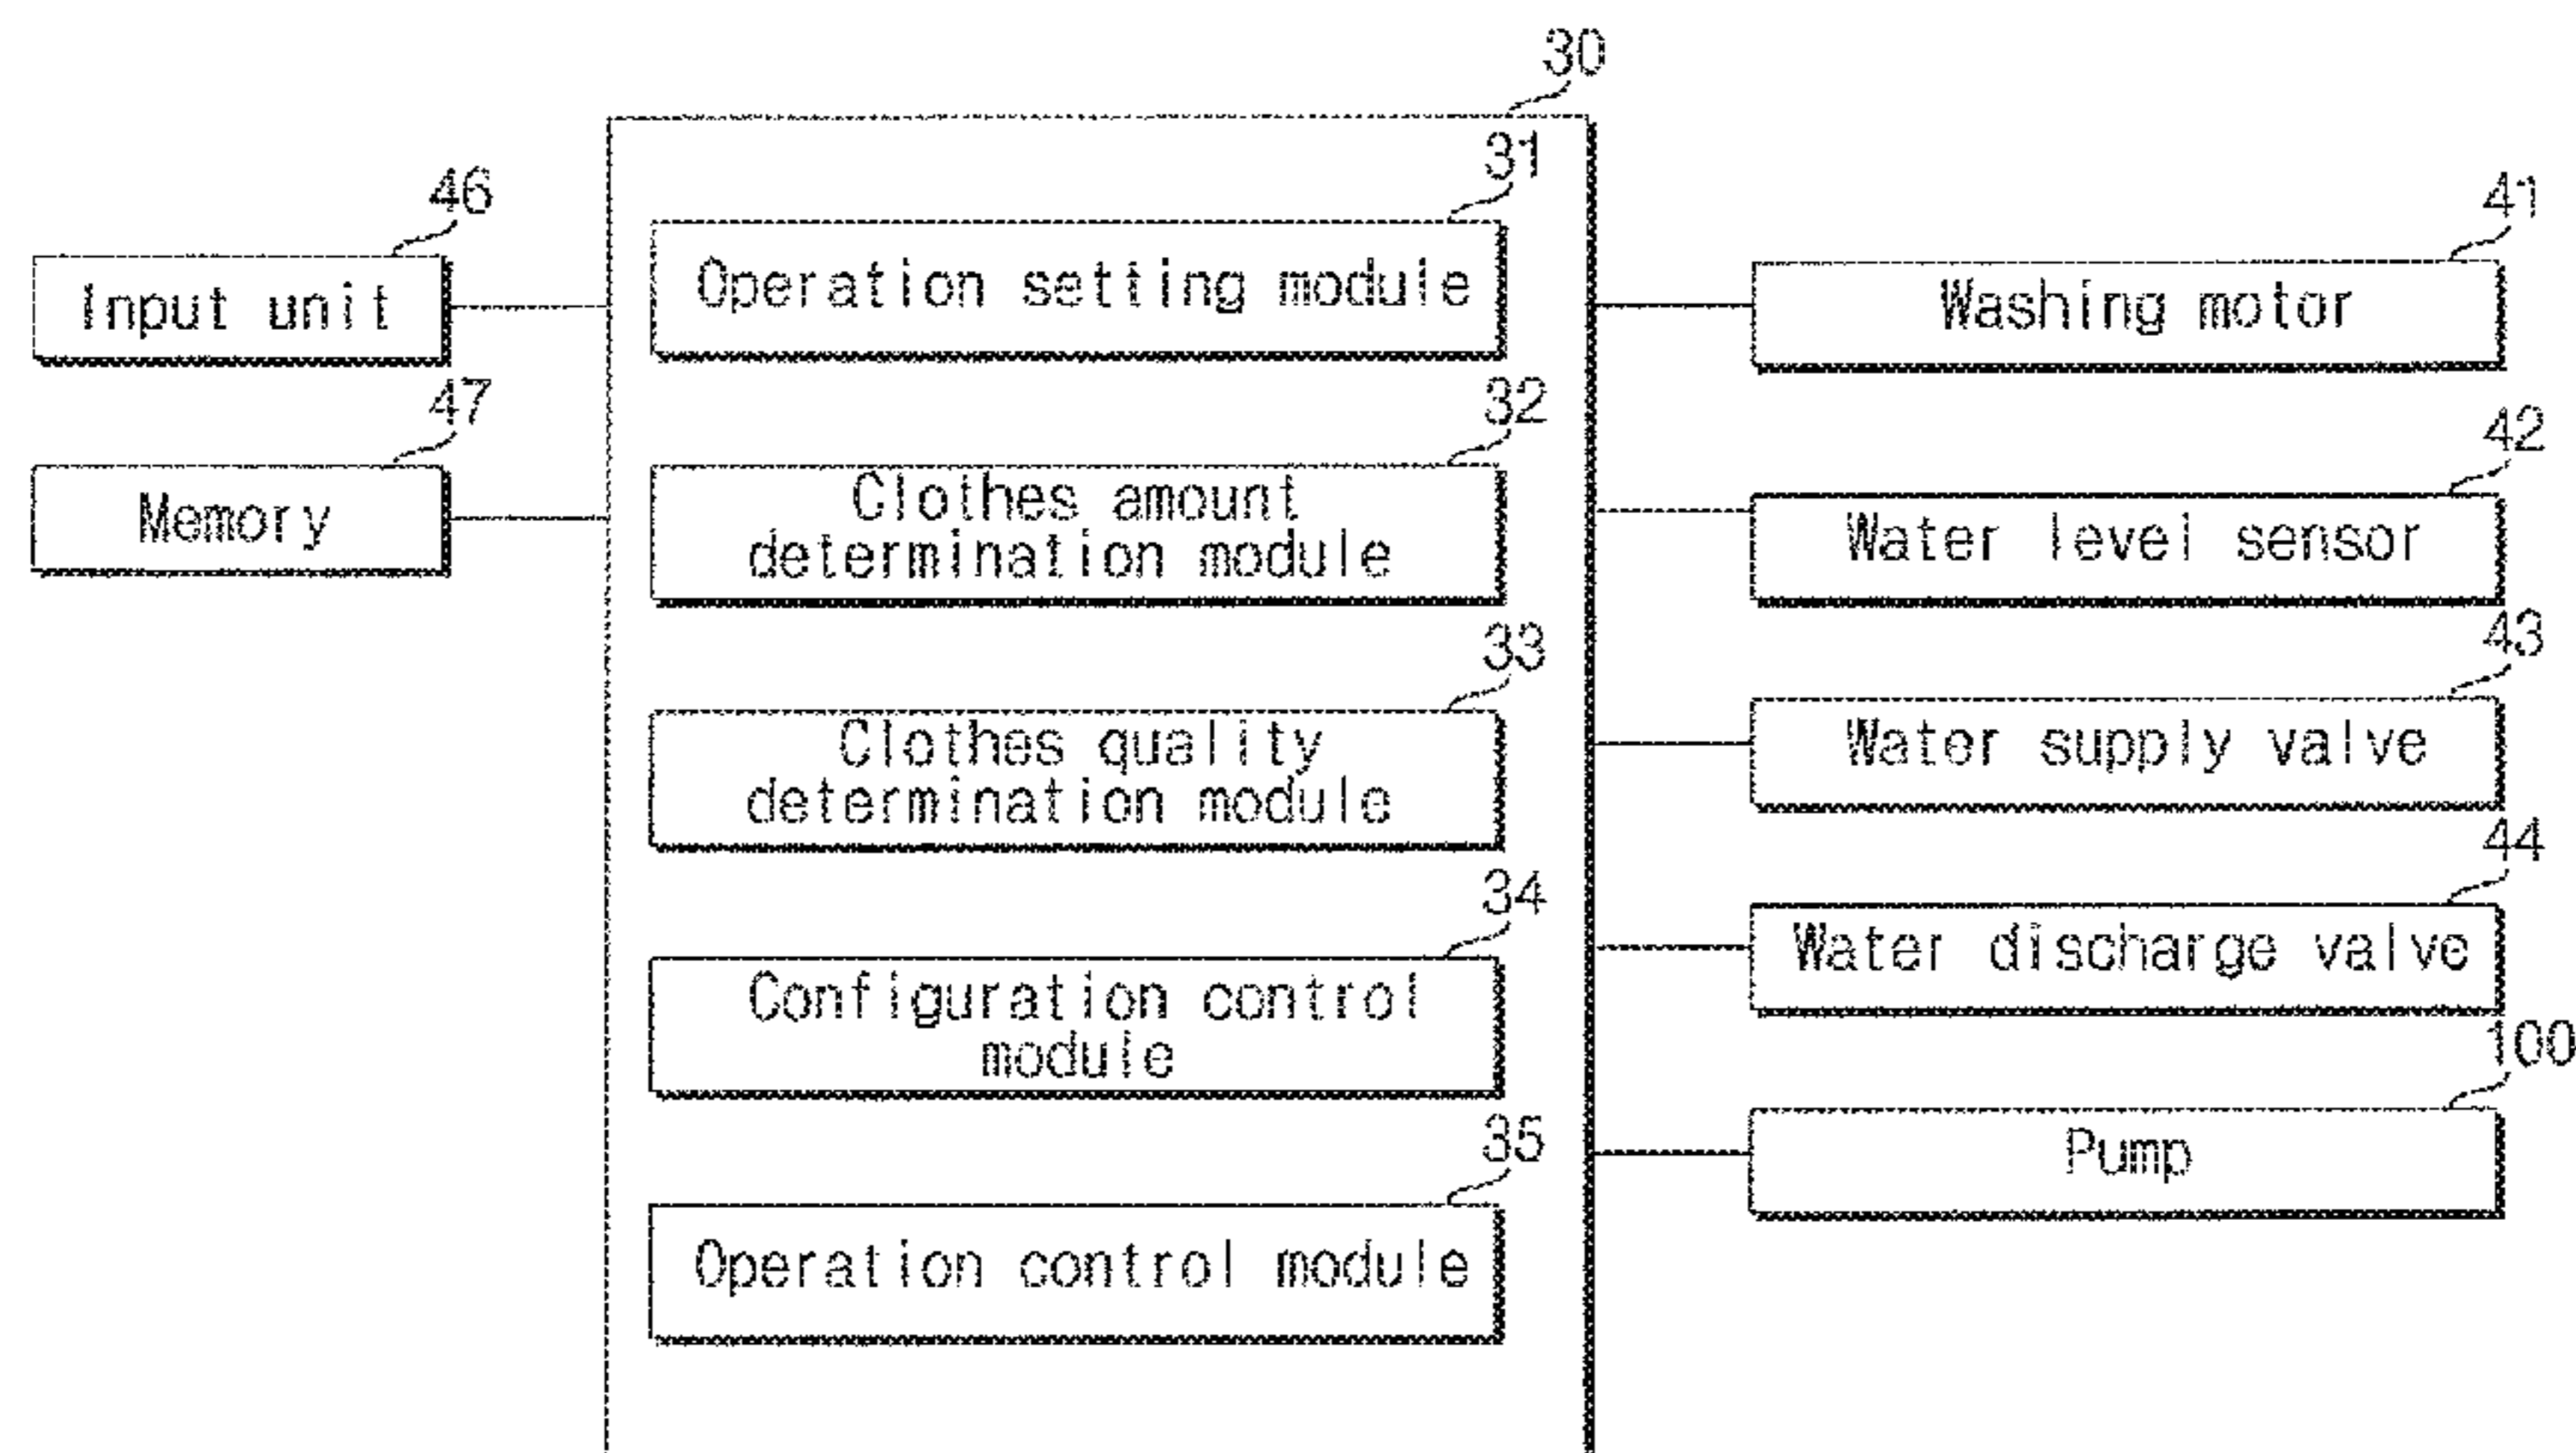 30
46
Input unit
47
Memory
31
Operation setting module
32
Clothes amount
determination module
33
Clothes quality
determination module
34
Configuration control
module
35
Operation control module
41
Washing motor
42
Water level sensor
43
Water supply valve
44
Water discharge valve
100
Pump